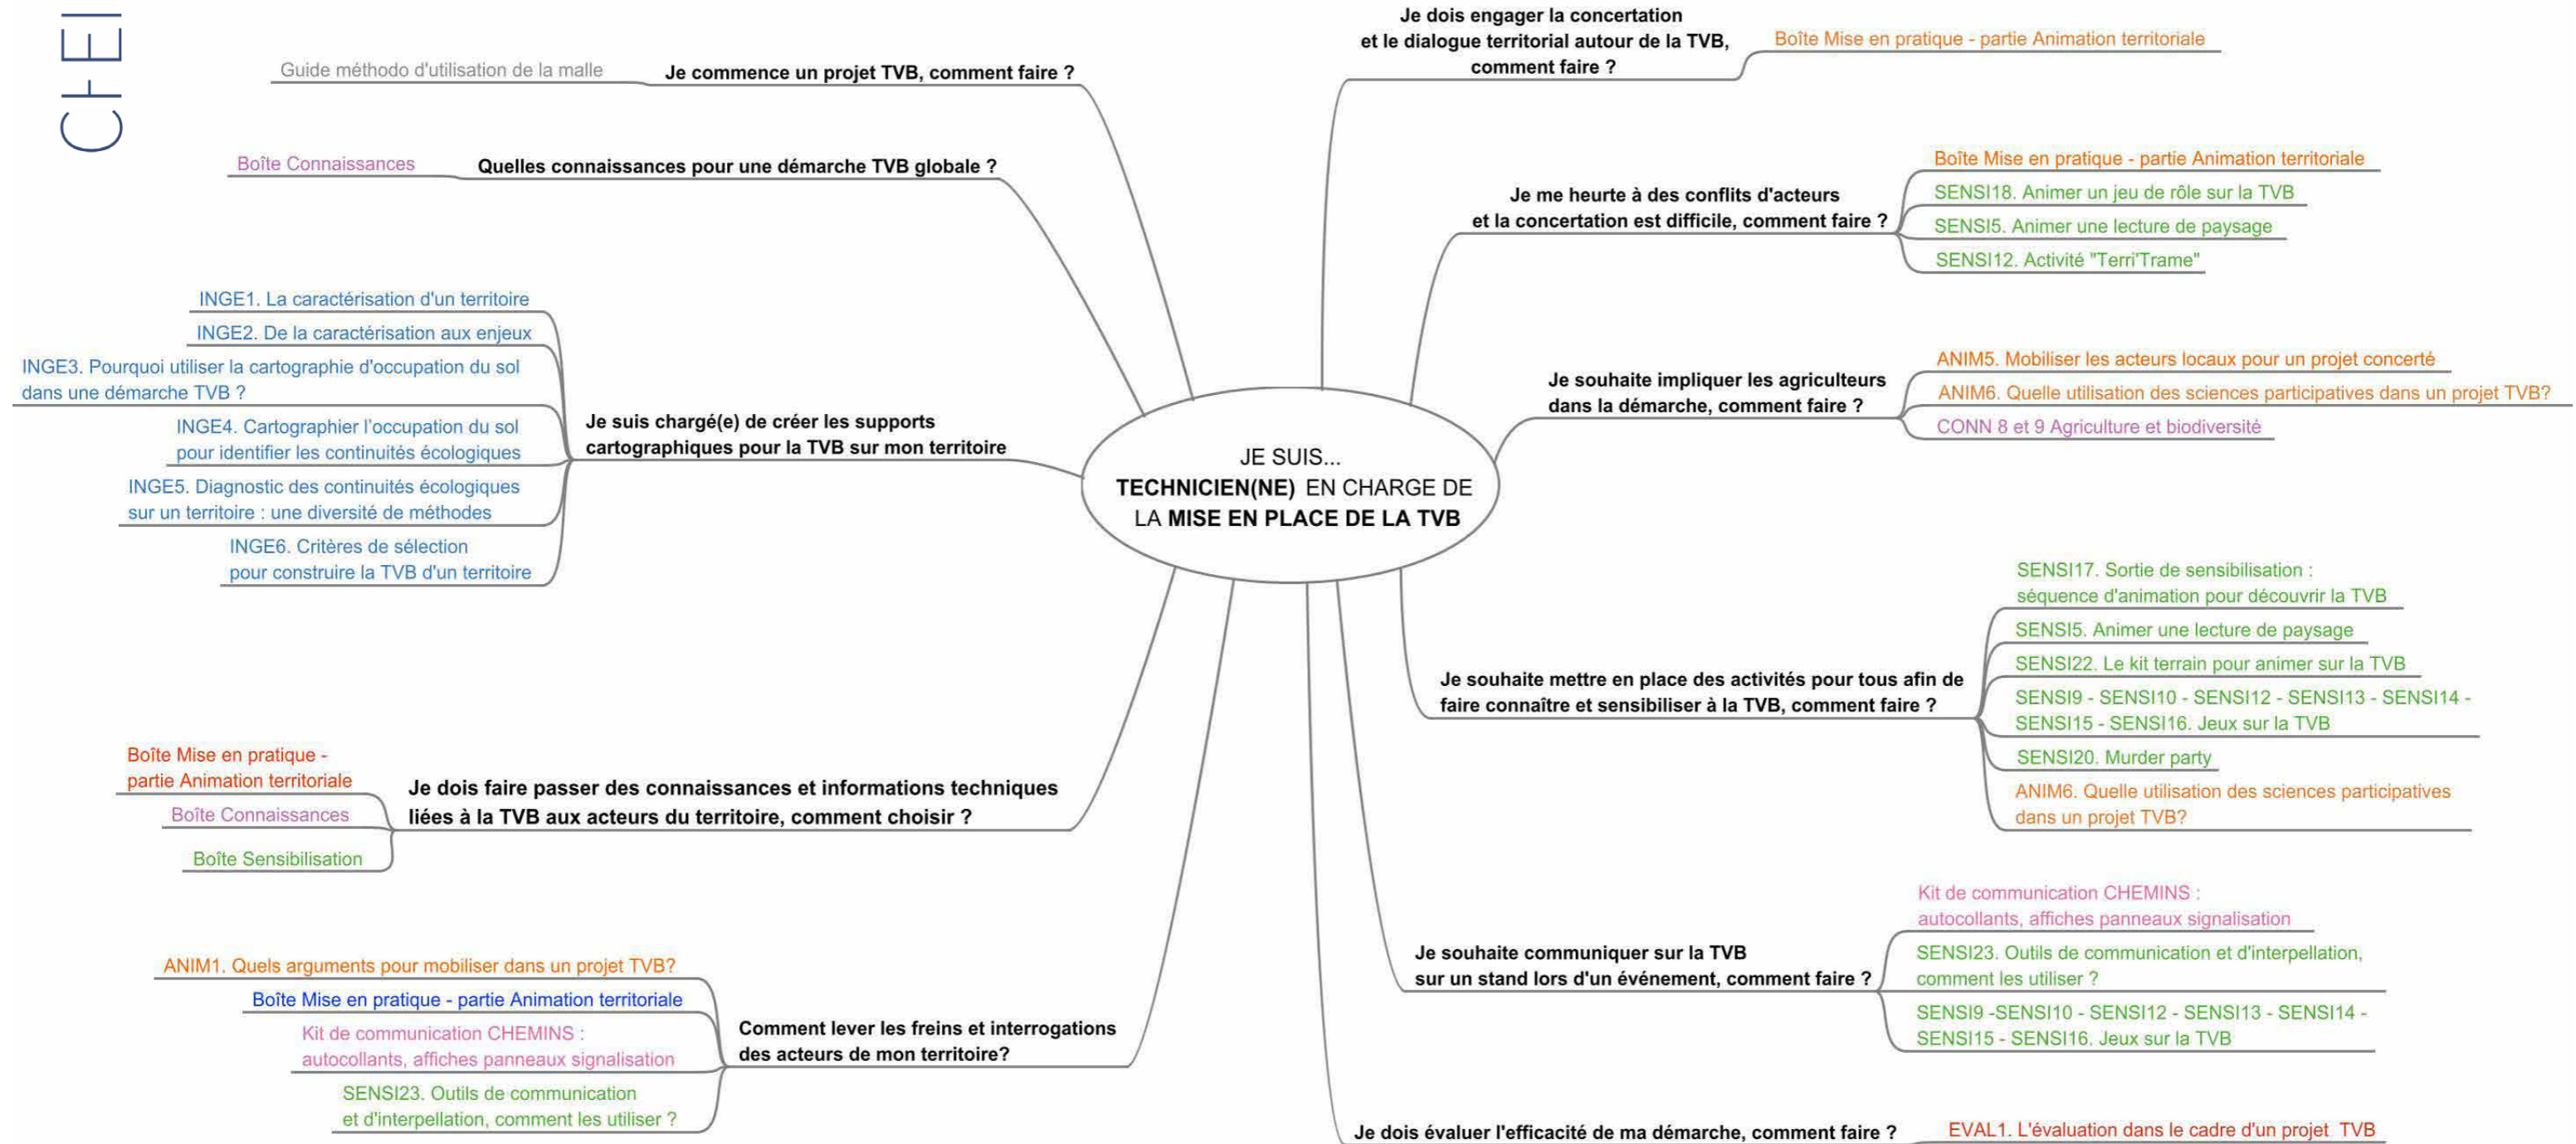 CHEI
Je commence un projet TVB, comment faire ?
Guide méthodo d'utilisation de la malle
Quelles connaissances pour une démarche TVB globale ?
Boîte Connaissances
Je suis chargé(e) de créer les supports
cartographiques pour la TVB sur mon territoire
INGE1. La caractérisation d'un territoire
INGE2. De la caractérisation aux enjeux
INGE3. Pourquoi utiliser la cartographie d'occupation du sol
dans une démarche TVB ?
INGE4. Cartographier l'occupation du sol
pour identifier les continuités écologiques
INGE5. Diagnostic des continuités écologiques
sur un territoire : une diversité de méthodes
INGE6. Critères de sélection
pour construire la TVB d'un territoire
Je dois faire passer des connaissances et informations techniques
liées à la TVB aux acteurs du territoire, comment choisir ?
Boîte Mise en pratique -
partie Animation territoriale
Boîte Connaissances
Boîte Sensibilisation
Comment lever les freins et interrogations
des acteurs de mon territoire?
ANIM1. Quels arguments pour mobiliser dans un projet TVB?
Boîte Mise en pratique - partie Animation territoriale
Kit de communication CHEMINS :
autocollants, affiches panneaux signalisation
SENSI23. Outils de communication
et d'interpellation, comment les utiliser ?
JE SUIS...
TECHNICIEN(NE) EN CHARGE DE
LA MISE EN PLACE DE LA TVB
Je dois engager la concertation
et le dialogue territorial autour de la TVB,
comment faire ?
Boîte Mise en pratique - partie Animation territoriale
Je me heurte à des conflits d'acteurs
et la concertation est difficile, comment faire ?
Boîte Mise en pratique - partie Animation territoriale
SENSI18. Animer un jeu de rôle sur la TVB
SENSI5. Animer une lecture de paysage
SENSI12. Activité "Terri'Trame"
Je souhaite impliquer les agriculteurs
dans la démarche, comment faire ?
ANIM5. Mobiliser les acteurs locaux pour un projet concerté
ANIM6. Quelle utilisation des sciences participatives dans un projet TVB?
CONN 8 et 9 Agriculture et biodiversité
Je souhaite mettre en place des activités pour tous afin de
faire connaître et sensibiliser à la TVB, comment faire ?
SENSI17. Sortie de sensibilisation :
séquence d'animation pour découvrir la TVB
SENSI5. Animer une lecture de paysage
SENSI22. Le kit terrain pour animer sur la TVB
SENSI9 - SENSI10 - SENSI12 - SENSI13 - SENSI14 -
SENSI15 - SENSI16. Jeux sur la TVB
SENSI20. Murder party
ANIM6. Quelle utilisation des sciences participatives
dans un projet TVB?
Je souhaite communiquer sur la TVB
sur un stand lors d'un événement, comment faire ?
Kit de communication CHEMINS :
autocollants, affiches panneaux signalisation
SENSI23. Outils de communication et d'interpellation,
comment les utiliser ?
SENSI9 -SENSI10 - SENSI12 - SENSI13 - SENSI14 -
SENSI15 - SENSI16. Jeux sur la TVB
Je dois évaluer l'efficacité de ma démarche, comment faire ?
EVAL1. L'évaluation dans le cadre d'un projet TVB